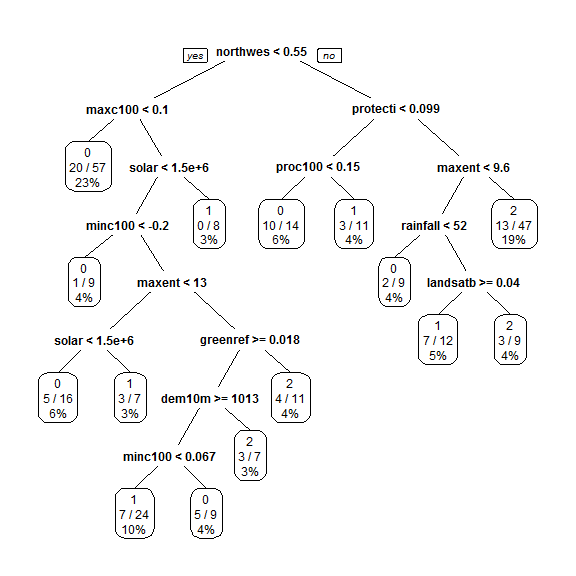 yes northwes < 0.55 no
maxc100 < 0.1
protecti < 0.099
0
20 / 57
23%
solar < 1.5e+6
proc100 < 0.15
maxent < 9.6
minc100 < -0.2
1
0 / 8
3%
0
10 / 14
6%
1
3 / 11
4%
rainfall < 52
2
13 / 47
19%
0
1 / 9
4%
maxent < 13
0
2 / 9
4%
landsatb >= 0.04
solar < 1.5e+6
greenref >= 0.018
1
7 / 12
5%
2
3 / 9
4%
0
5 / 16
6%
1
3 / 7
3%
dem10m >= 1013
2
4 / 11
4%
minc100 < 0.067
2
3 / 7
3%
1
7 / 24
10%
0
5 / 9
4%